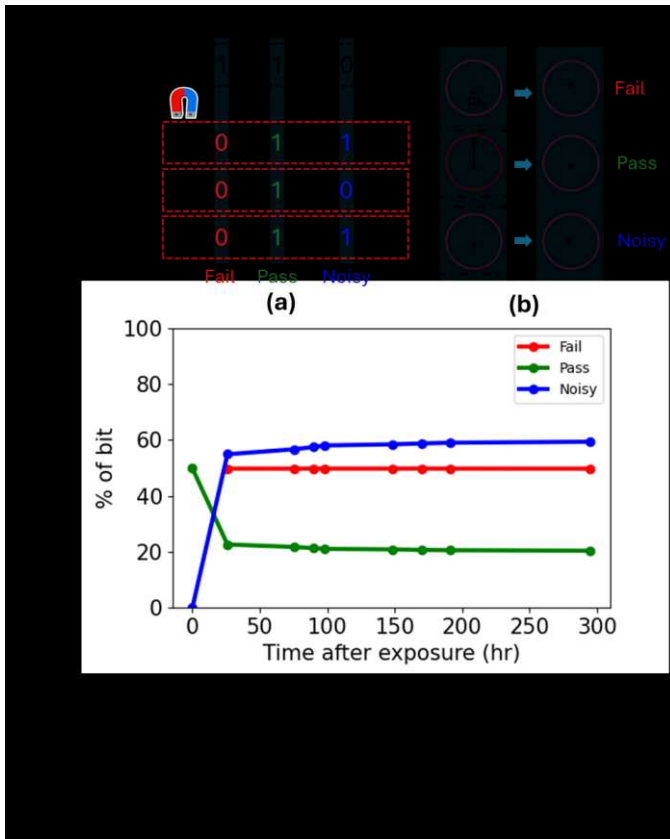 1 1 0
Fail
0 1 1
Pass
0 1 0
0 1 1
Noisy
Fail Pass Noisy
(a) (b)
100
80
60
40
20
0
% of bit
Fail
Pass
Noisy
0 50 100 150 200 250 300
Time after exposure (hr)